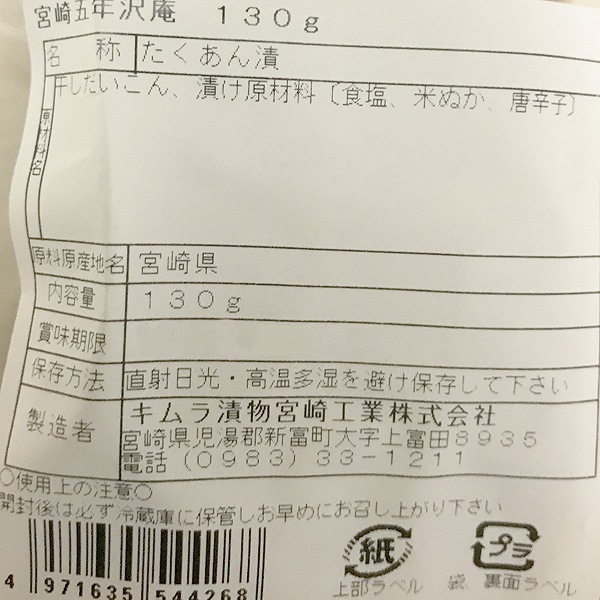 宮崎五年沢庵 130g
名称 たくあん漬
原材料名 干しだいこん、漬け原材料〔食塩、米ぬか、唐辛子〕
原料原産地名 宮崎県
内容量 130g
賞味期限
保存方法 直射日光・高温多湿を避け保存して下さい
製造者 キムラ漬物宮崎工業株式会社
宮崎県児湯郡新富町大字上富田8935
電話(0983)33-1211
○使用上の注意○
開封後は必ず冷蔵庫に保管しお早めにお召し上がり下さい
紙 プラ
上部ラベル 袋、裏面ラベル
4 971635 544268